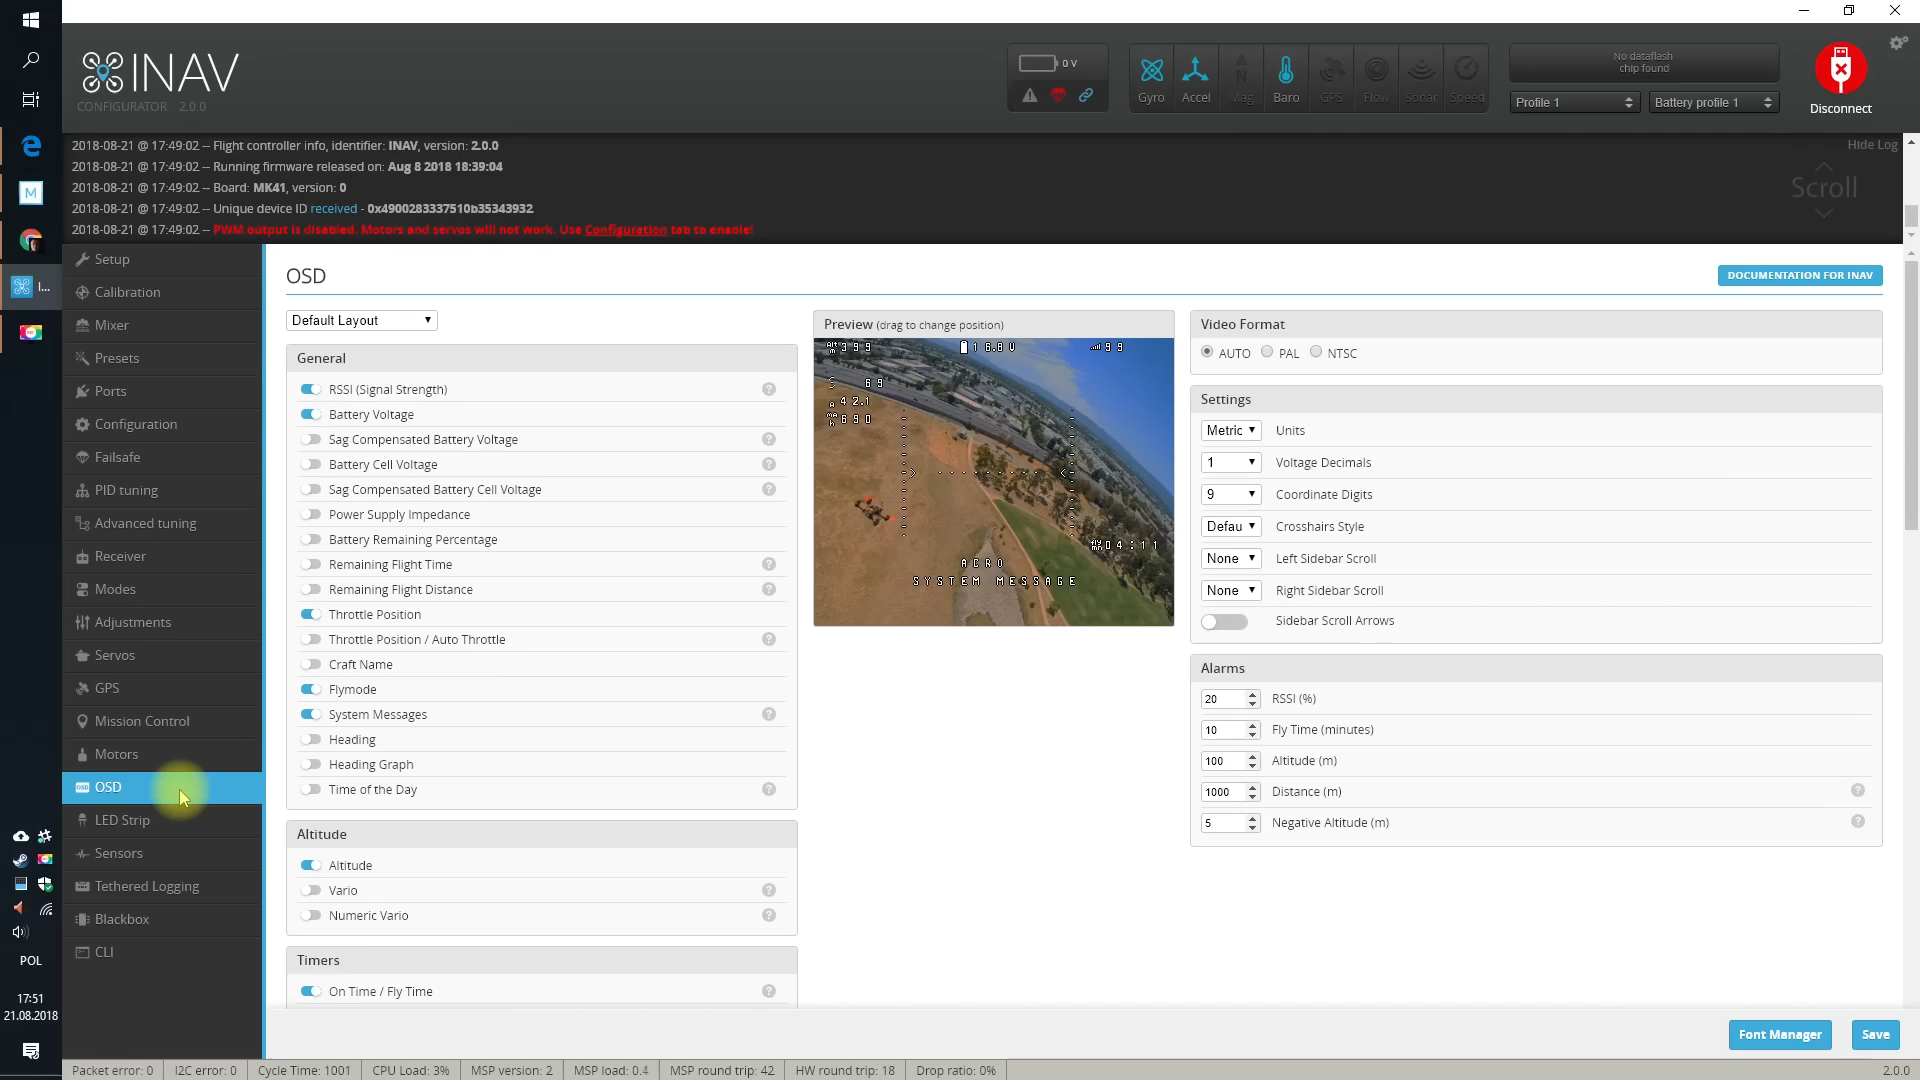 INAV
CONFIGURATOR 2.0.0
0 V
Gyro
Accel
Mag
Baro
GPS
Flow
Sonar
Speed
No dataflash
chip found
Profile 1
Battery profile 1
Disconnect
2018-08-21 @ 17:49:02 -- Flight controller info, identifier: INAV, version: 2.0.0
2018-08-21 @ 17:49:02 -- Running firmware released on: Aug 8 2018 18:39:04
2018-08-21 @ 17:49:02 -- Board: MK41, version: 0
2018-08-21 @ 17:49:02 -- Unique device ID received - 0x4900283337510b35343932
2018-08-21 @ 17:49:02 -- PWM output is disabled. Motors and servos will not work. Use Configuration tab to enable!
Hide Log
Scroll
M
I...
POL
17:51
21.08.2018
Setup
Calibration
Mixer
Presets
Ports
Configuration
Failsafe
PID tuning
Advanced tuning
Receiver
Modes
Adjustments
Servos
GPS
Mission Control
Motors
OSD
LED Strip
Sensors
Tethered Logging
Blackbox
CLI
OSD
DOCUMENTATION FOR INAV
Default Layout
General
RSSI (Signal Strength)
Battery Voltage
Sag Compensated Battery Voltage
Battery Cell Voltage
Sag Compensated Battery Cell Voltage
Power Supply Impedance
Battery Remaining Percentage
Remaining Flight Time
Remaining Flight Distance
Throttle Position
Throttle Position / Auto Throttle
Craft Name
Flymode
System Messages
Heading
Heading Graph
Time of the Day
Altitude
Altitude
Vario
Numeric Vario
Timers
On Time / Fly Time
Preview (drag to change position)
Alt m 399
16.8V
99
S 69
A 42.1
mAh 690
fly mn 04:11
ACRO
SYSTEM MESSAGE
Video Format
AUTO PAL NTSC
Settings
Metric Units
1 Voltage Decimals
9 Coordinate Digits
Defau Crosshairs Style
None Left Sidebar Scroll
None Right Sidebar Scroll
Sidebar Scroll Arrows
Alarms
20 RSSI (%)
10 Fly Time (minutes)
100 Altitude (m)
1000 Distance (m)
5 Negative Altitude (m)
Font Manager
Save
Packet error: 0
I2C error: 0
Cycle Time: 1001
CPU Load: 3%
MSP version: 2
MSP load: 0.4
MSP round trip: 42
HW round trip: 18
Drop ratio: 0%
2.0.0